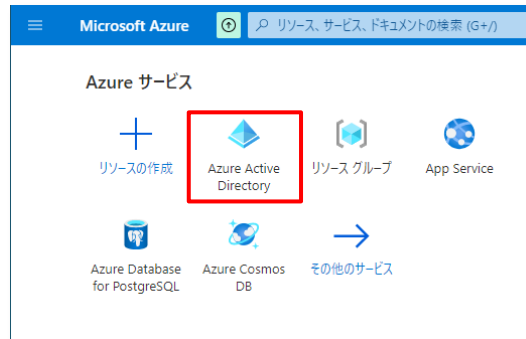 Microsoft Azure
リソース、サービス、ドキュメントの検索 (G+/)
Azure サービス
リソースの作成
Azure Active
Directory
リソース グループ
App Service
Azure Database
for PostgreSQL
Azure Cosmos
DB
その他のサービス